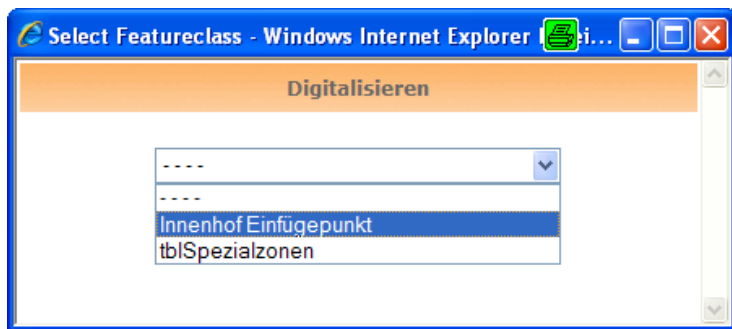 Select Featureclass - Windows Internet Explorer
Digitalisieren
----
----
Innenhof Einfügepunkt
tblSpezialzonen